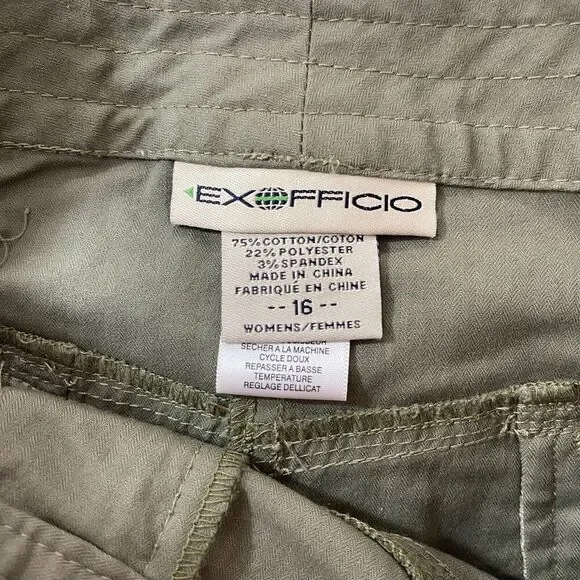 EXOFFICIO
75% COTTON/COTON
22% POLYESTER
3% SPANDEX
MADE IN CHINA
FABRIQUÉ EN CHINE
-- 16 --
WOMENS/FEMMES
SECHER A LA MACHINE
CYCLE DOUX
REPASSER A BASSE
TEMPERATURE
REGLAGE DELLICAT